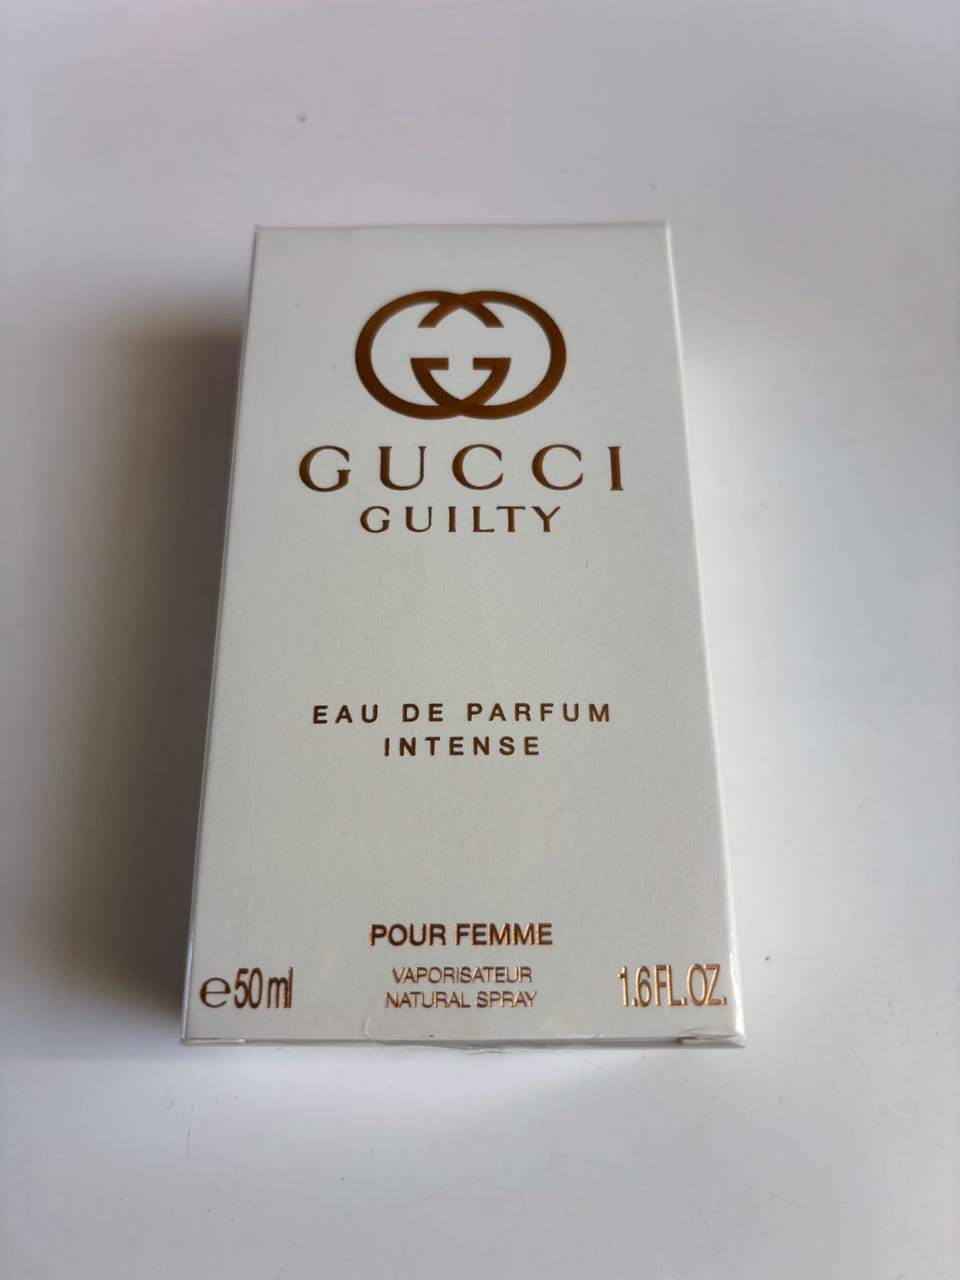 GUCCI
GUILTY
EAU DE PARFUM
INTENSE
POUR FEMME
VAPORISATEUR
NATURAL SPRAY
℮50ml
1.6FL.OZ.